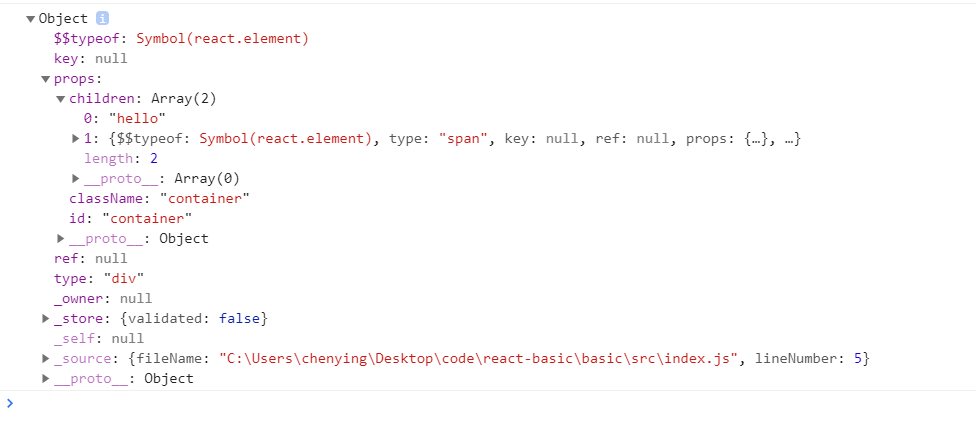 Object i
$$typeof: Symbol(react.element)
key: null
props:
children: Array(2)
0: "hello"
1: {$$typeof: Symbol(react.element), type: "span", key: null, ref: null, props: {…}, …}
length: 2
__proto__: Array(0)
className: "container"
id: "container"
__proto__: Object
ref: null
type: "div"
_owner: null
_store: {validated: false}
_self: null
_source: {fileName: "C:\Users\chenying\Desktop\code\react-basic\basic\src\index.js", lineNumber: 5}
__proto__: Object